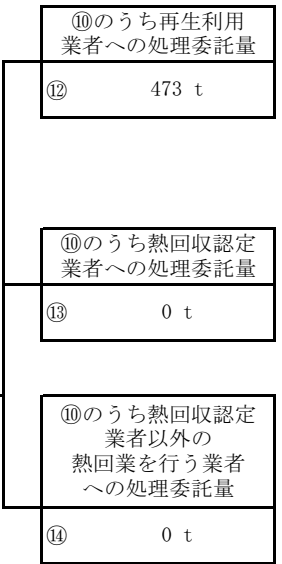 ⑩のうち再生利用
業者への処理委託量
⑫ 473 t
⑩のうち熱回収認定
業者への処理委託量
⑬ 0 t
⑩のうち熱回収認定
業者以外の
熱回業を行う業者
への処理委託量
⑭ 0 t